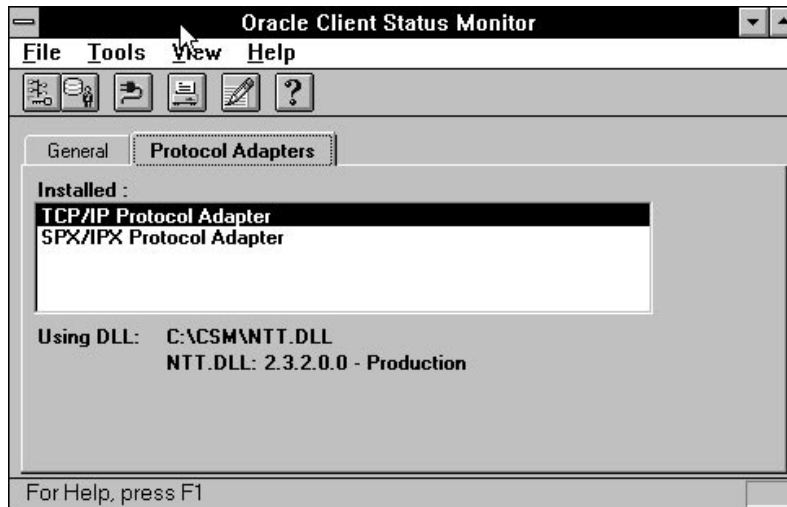 Oracle Client Status Monitor
File Tools View Help
?
General Protocol Adapters
Installed :
TCP/IP Protocol Adapter
SPX/IPX Protocol Adapter
Using DLL: C:\CSM\NTT.DLL
NTT.DLL: 2.3.2.0.0 - Production
For Help, press F1